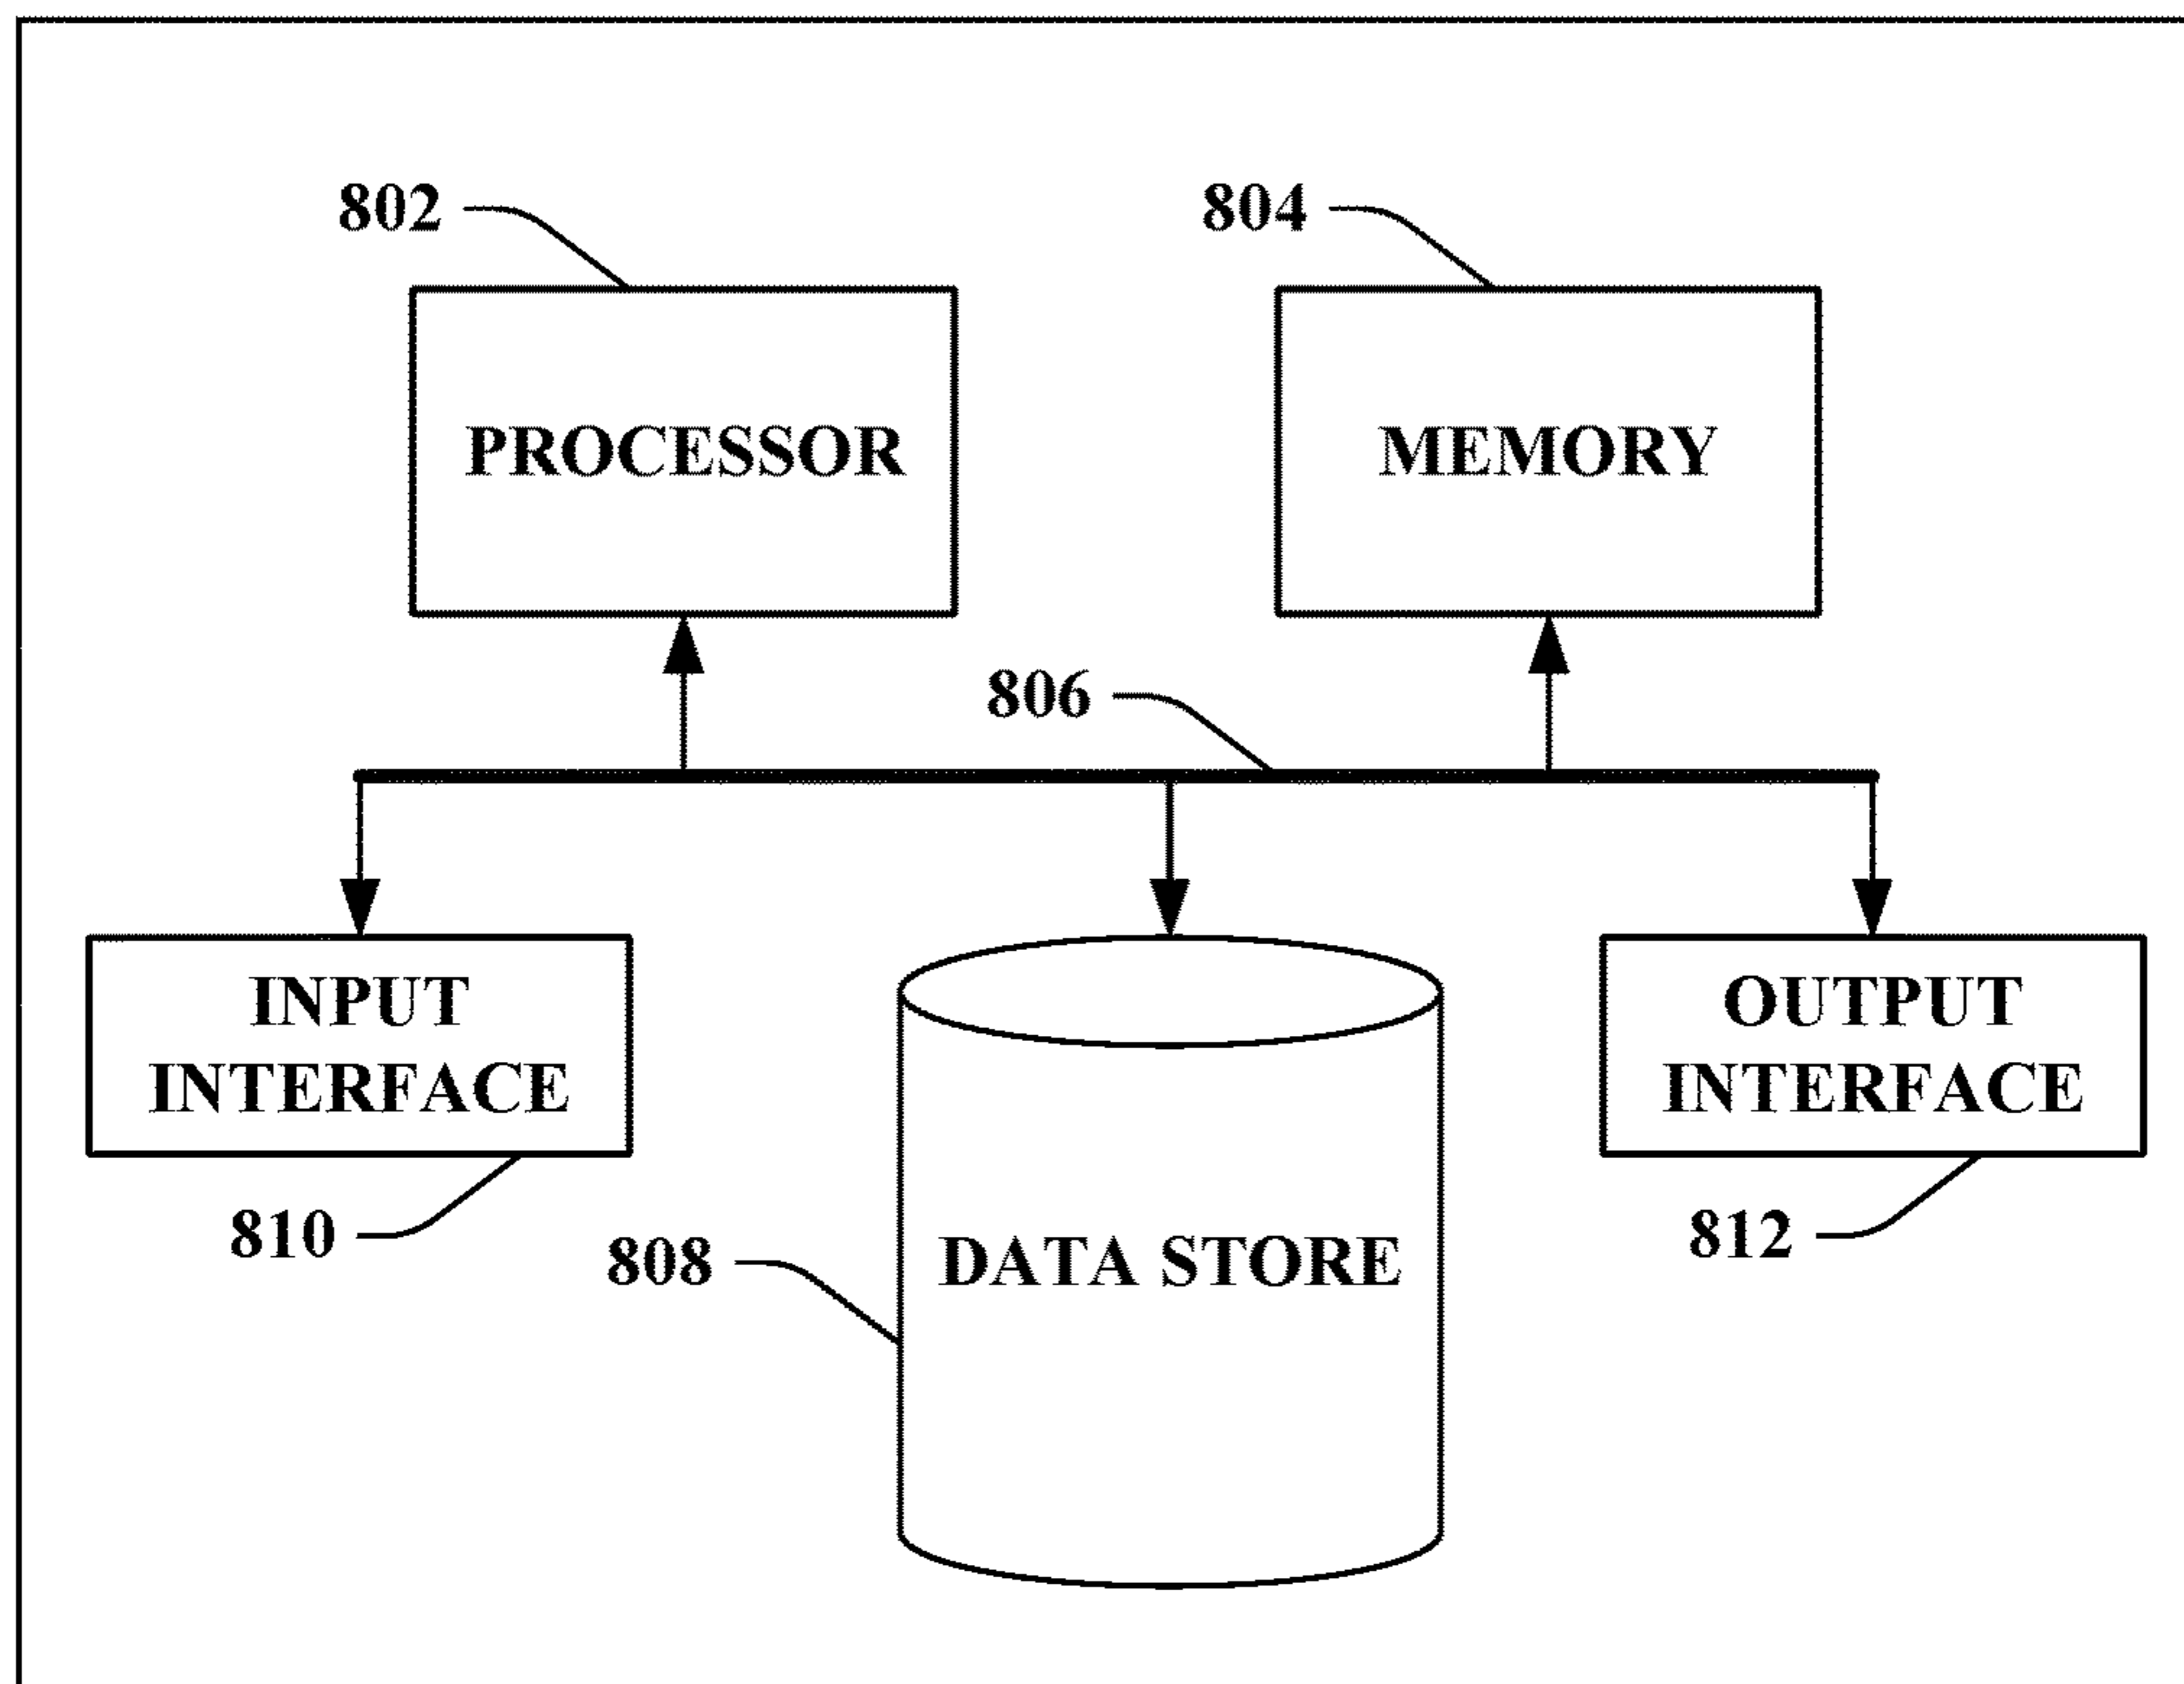 802
804
PROCESSOR
MEMORY
806
INPUT
INTERFACE
OUTPUT
INTERFACE
810
808
DATA STORE
812